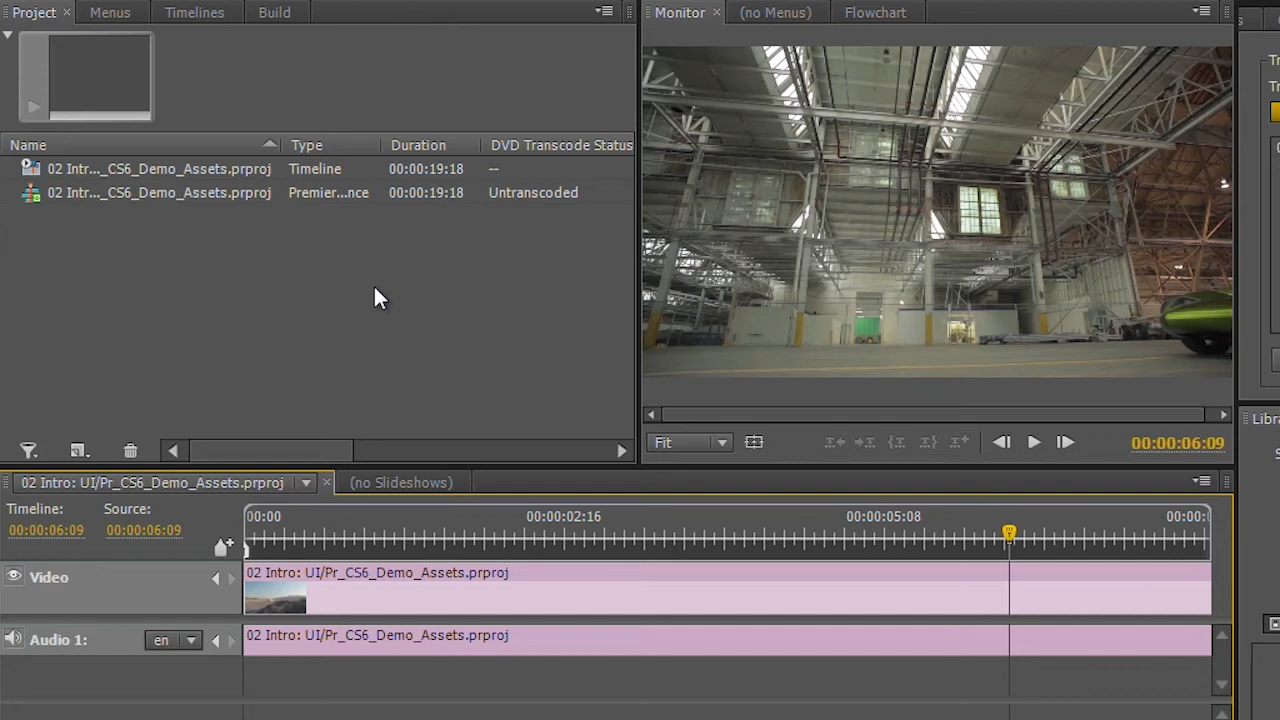 Project × Menus Timelines Build
Monitor × (no Menus) Flowchart
Name Type Duration DVD Transcode Status
02 Intr..._CS6_Demo_Assets.prproj Timeline 00:00:19:18 --
02 Intr..._CS6_Demo_Assets.prproj Premier...nce 00:00:19:18 Untranscoded
Fit 00:00:06:09
02 Intro: UI/Pr_CS6_Demo_Assets.prproj × (no Slideshows)
Timeline: Source:
00:00:06:09 00:00:06:09
00:00 00:00:02:16 00:00:05:08 00:00:
Video 02 Intro: UI/Pr_CS6_Demo_Assets.prproj
Audio 1: en 02 Intro: UI/Pr_CS6_Demo_Assets.prproj
Libra